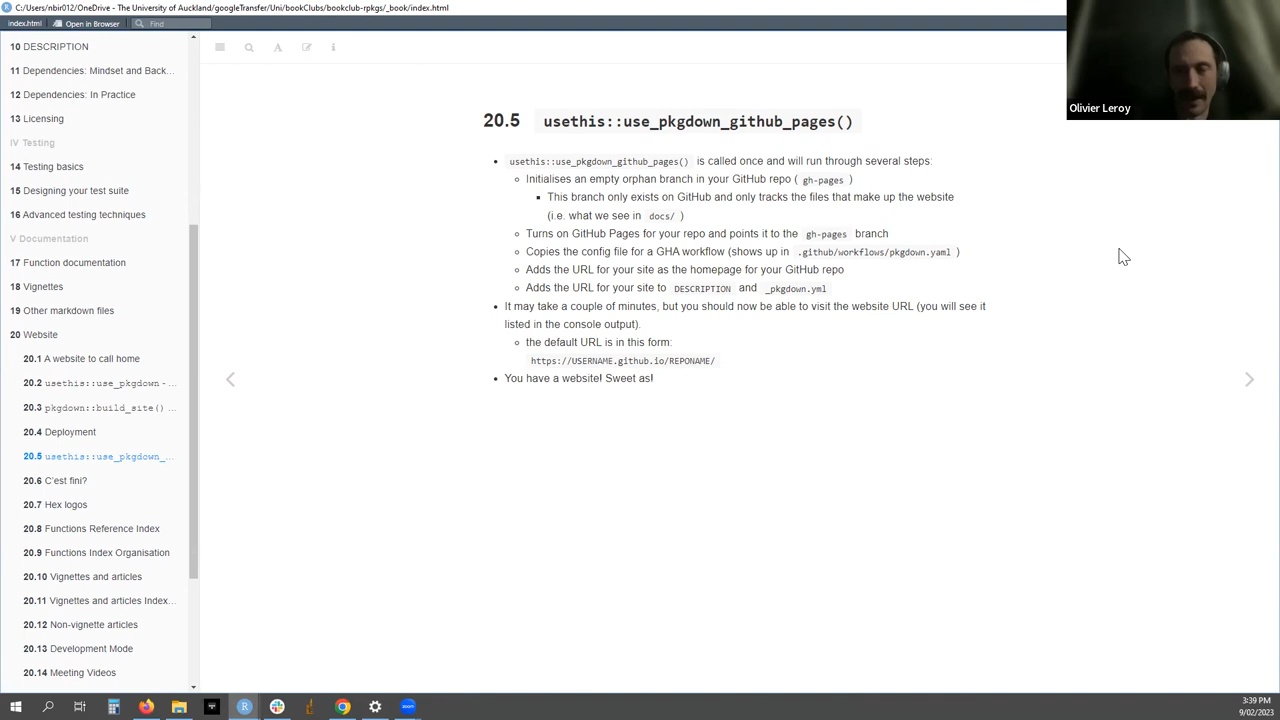 C:/Users/nbir012/OneDrive - The University of Auckland/googleTransfer/Uni/bookClubs/bookclub-rpkgs/_book/index.html
index.html
Open in Browser
Find
10 DESCRIPTION
11 Dependencies: Mindset and Back...
12 Dependencies: In Practice
13 Licensing
IV Testing
14 Testing basics
15 Designing your test suite
16 Advanced testing techniques
V Documentation
17 Function documentation
18 Vignettes
19 Other markdown files
20 Website
20.1 A website to call home
20.2 usethis::use_pkgdown - ...
20.3 pkgdown::build_site() ...
20.4 Deployment
20.5 usethis::use_pkgdown_...
20.6 C'est fini?
20.7 Hex logos
20.8 Functions Reference Index
20.9 Functions Index Organisation
20.10 Vignettes and articles
20.11 Vignettes and articles Index...
20.12 Non-vignette articles
20.13 Development Mode
20.14 Meeting Videos
20.5 usethis::use_pkgdown_github_pages()
• usethis::use_pkgdown_github_pages() is called once and will run through several steps:
Initialises an empty orphan branch in your GitHub repo ( gh-pages )
This branch only exists on GitHub and only tracks the files that make up the website
(i.e. what we see in docs/ )
Turns on GitHub Pages for your repo and points it to the gh-pages branch
Copies the config file for a GHA workflow (shows up in .github/workflows/pkgdown.yaml )
Adds the URL for your site as the homepage for your GitHub repo
Adds the URL for your site to DESCRIPTION and _pkgdown.yml
• It may take a couple of minutes, but you should now be able to visit the website URL (you will see it
listed in the console output).
the default URL is in this form:
https://USERNAME.github.io/REPONAME/
• You have a website! Sweet as!
Olivier Leroy
3:39 PM
9/02/2023